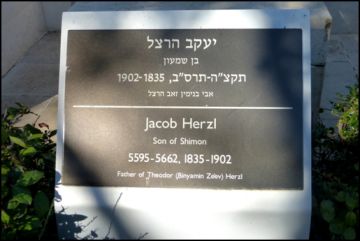 יעקב הרצל
בן שמעון
תקצ"ה-תרס"ב, 1835-1902
אבי בנימין זאב הרצל
Jacob Herzl
Son of Shimon
5595-5662, 1835-1902
Father of Theodor (Binyamin Zelev) Herzl